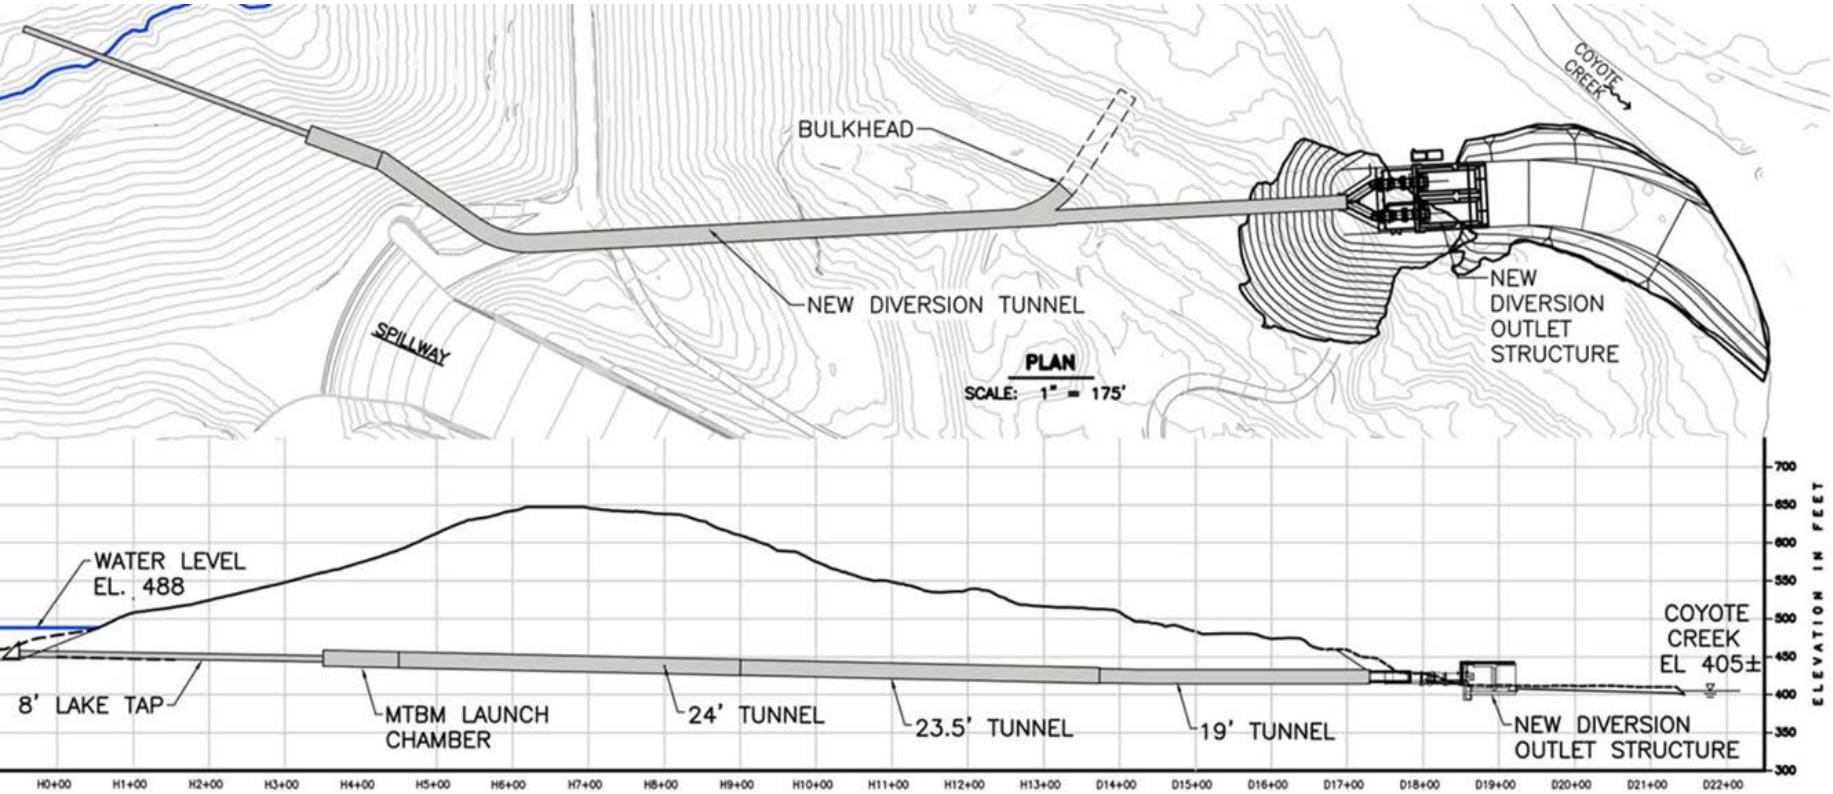 COYOTE
CREEK
BULKHEAD
NEW DIVERSION TUNNEL
NEW
DIVERSION
OUTLET
STRUCTURE
SPILLWAY
PLAN
SCALE: 1" = 175'
700
650
600
550
500
450
400
350
300
ELEVATION IN FEET
WATER LEVEL
EL. 488
COYOTE
CREEK
EL 405±
8' LAKE TAP
MTBM LAUNCH
CHAMBER
24' TUNNEL
23.5' TUNNEL
19' TUNNEL
NEW DIVERSION
OUTLET STRUCTURE
H0+00 H1+00 H2+00 H3+00 H4+00 H5+00 H6+00 H7+00 H8+00 H9+00 H10+00 H11+00 H12+00 H13+00 D14+00 D15+00 D16+00 D17+00 D18+00 D19+00 D20+00 D21+00 D22+00